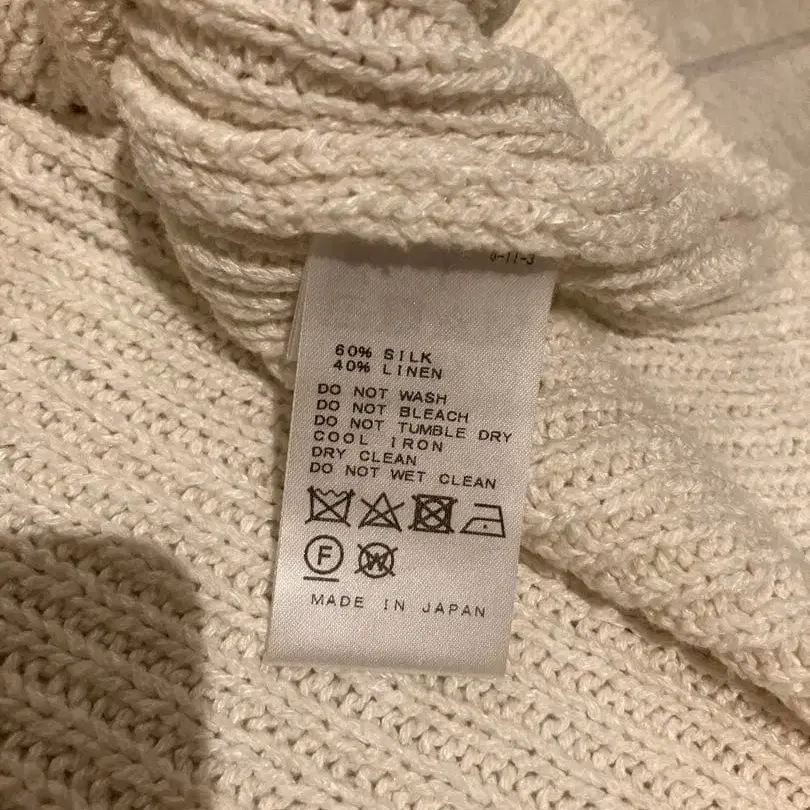 60% SILK
40% LINEN
DO NOT WASH
DO NOT BLEACH
DO NOT TUMBLE DRY
COOL IRON
DRY CLEAN
DO NOT WET CLEAN
F W
MADE IN JAPAN